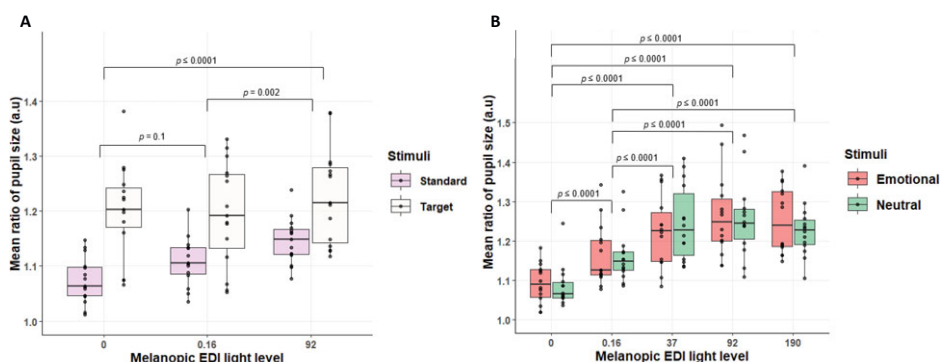 A
Mean ratio of pupil size (a.u)
1.4
1.3
1.2
1.1
1.0
p ≤ 0.0001
p = 0.002
p = 0.1
0 0.16 92
Melanopic EDI light level
Stimuli
Standard
Target
B
Mean ratio of pupil size (a.u)
1.5
1.4
1.3
1.2
1.1
1.0
p ≤ 0.0001
p ≤ 0.0001
p ≤ 0.0001
p ≤ 0.0001
p ≤ 0.0001
p ≤ 0.0001
p ≤ 0.0001
0 0.16 37 92 190
Melanopic EDI light level
Stimuli
Emotional
Neutral